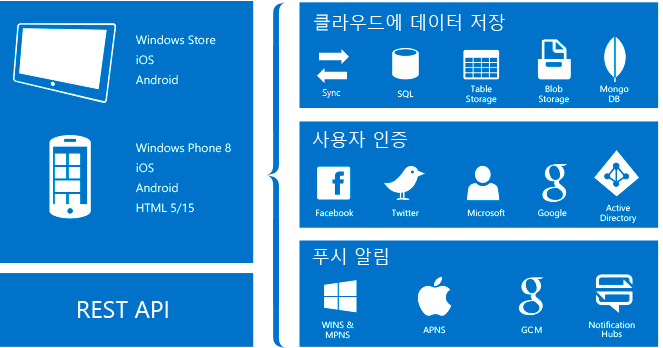 Windows Store
iOS
Android
Windows Phone 8
iOS
Android
HTML 5/15
REST API
클라우드에 데이터 저장
Sync
SQL
Table
Storage
Blob
Storage
Mongo
DB
사용자 인증
Facebook
Twitter
Microsoft
Google
Active
Directory
푸시 알림
WINS &
MPNS
APNS
GCM
Notification
Hubs